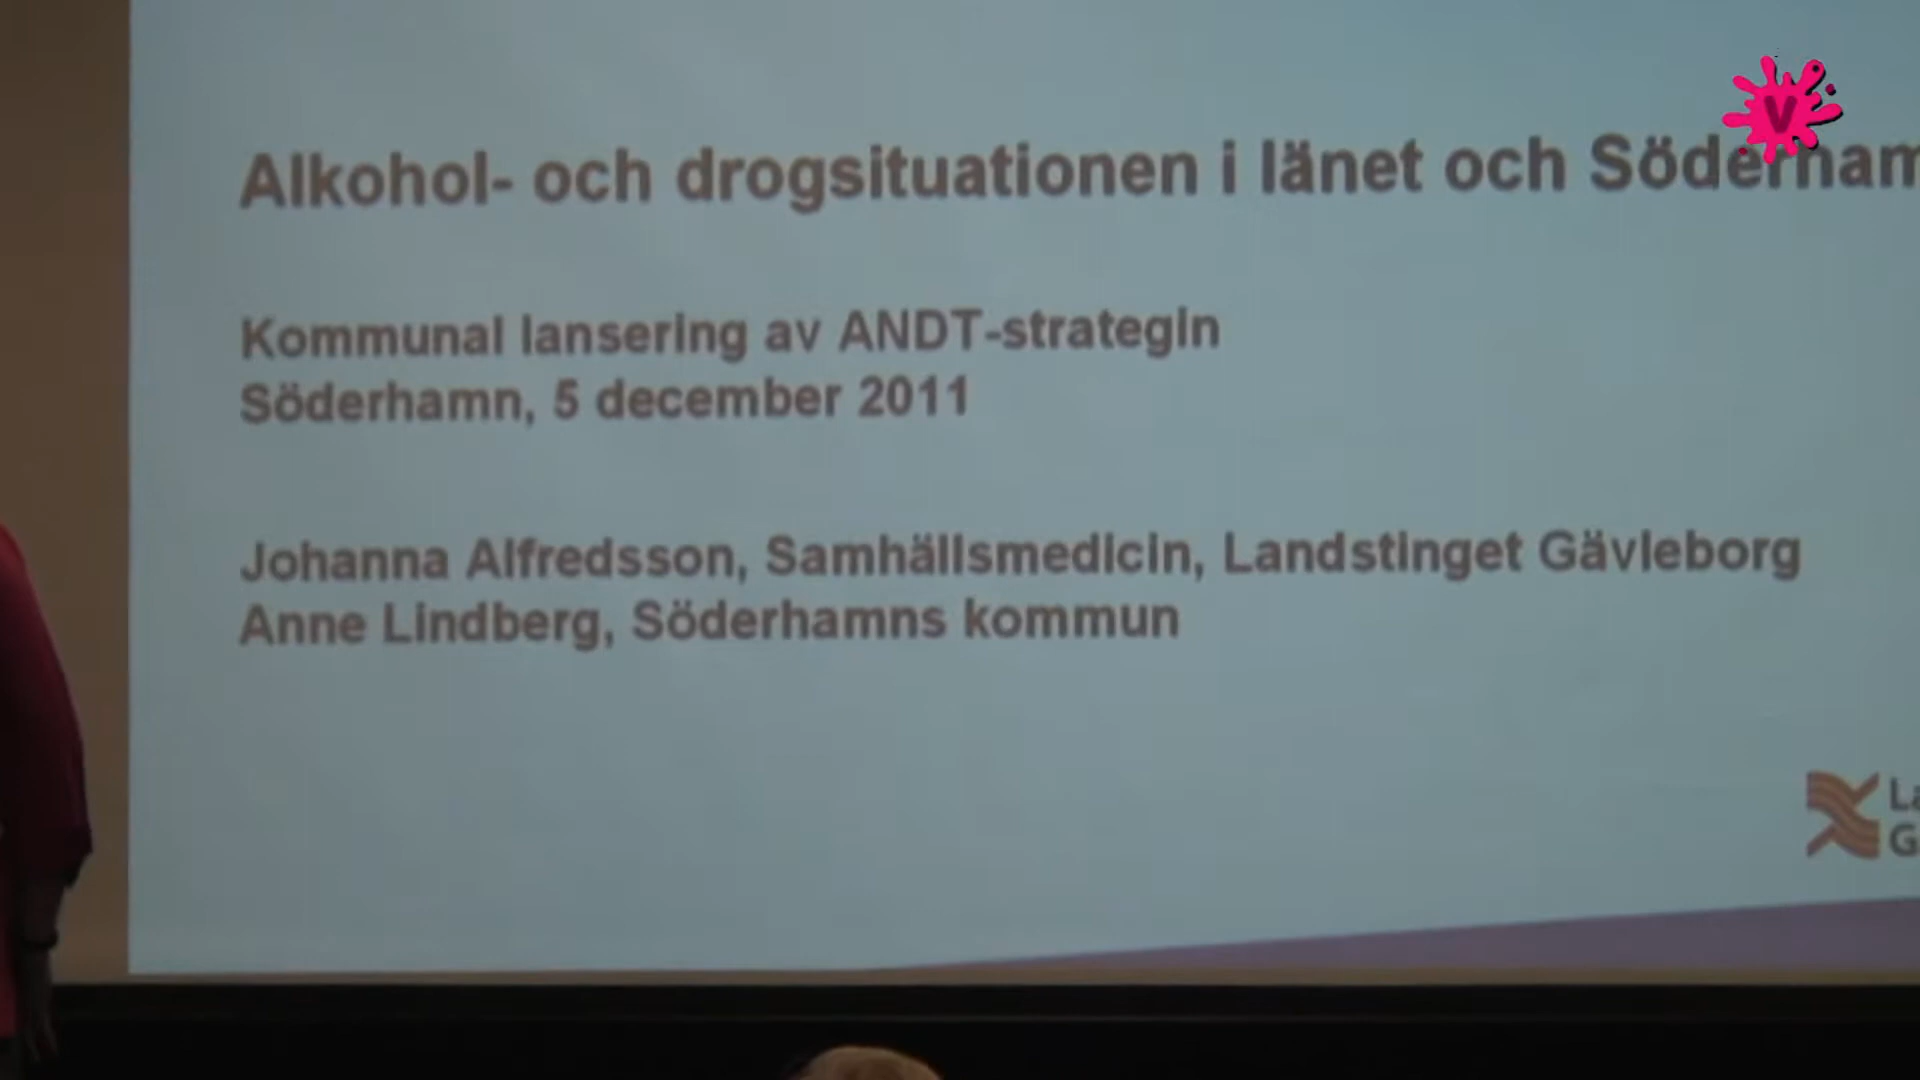 V
Alkohol- och drogsituationen i länet och Söderham
Kommunal lansering av ANDT-strategin
Söderhamn, 5 december 2011
Johanna Alfredsson, Samhällsmedicin, Landstinget Gävleborg
Anne Lindberg, Söderhamns kommun
La
G